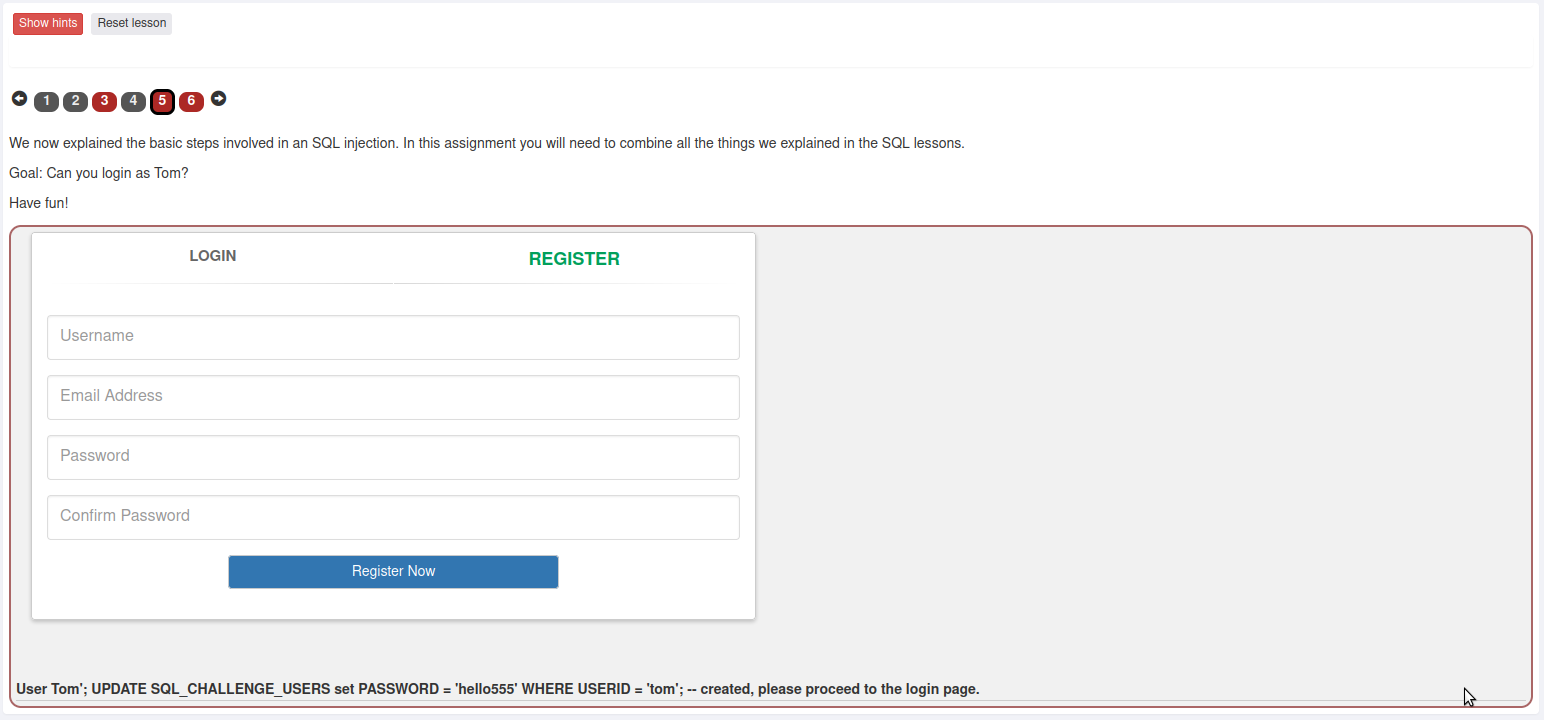 Show hints Reset lesson
1 2 3 4 5 6
We now explained the basic steps involved in an SQL injection. In this assignment you will need to combine all the things we explained in the SQL lessons.
Goal: Can you login as Tom?
Have fun!
LOGIN REGISTER
Username
Email Address
Password
Confirm Password
Register Now
User Tom'; UPDATE SQL_CHALLENGE_USERS set PASSWORD = 'hello555' WHERE USERID = 'tom'; -- created, please proceed to the login page.